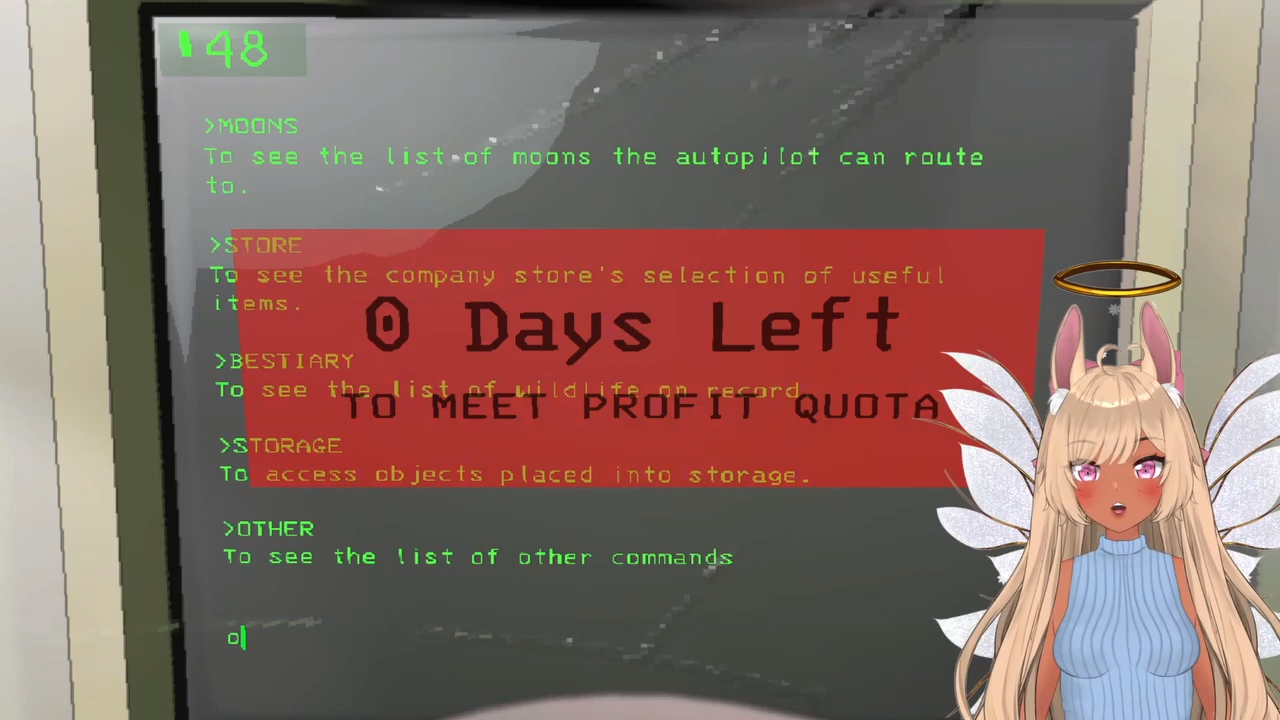 48
>MOONS
To see the list of moons the autopilot can route
to.
>STORE
To see the company store's selection of useful
items.
0 Days Left
>BESTIARY
To see the list of wildlife on record.
TO MEET PROFIT QUOTA
>STORAGE
To access objects placed into storage.
>OTHER
To see the list of other commands
o